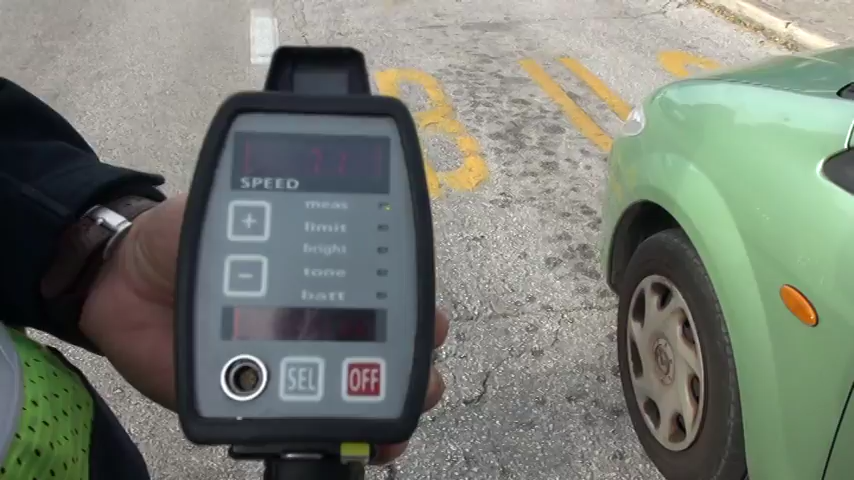 SPEED
meas
limit
bright
tone
batt
SEL OFF
+
-
B